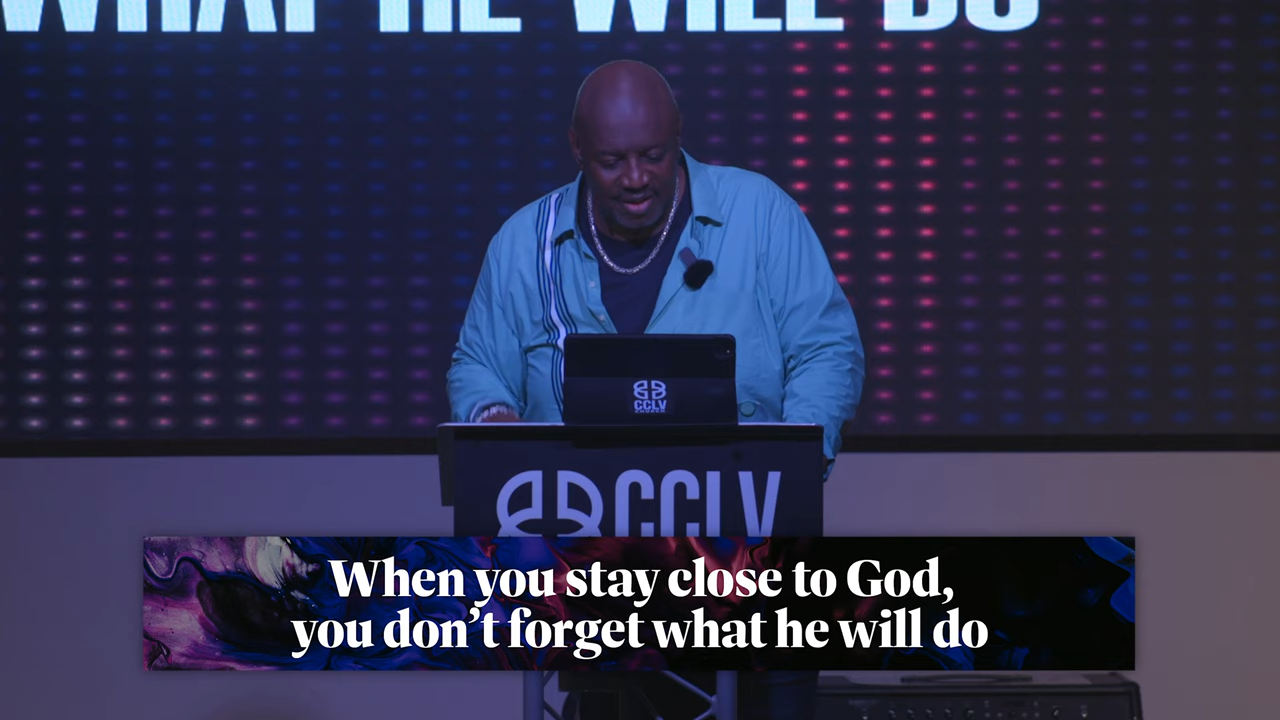 WHAT HE WILL DO
CCLV
CHURCH
CCLV
When you stay close to God,
you don't forget what he will do